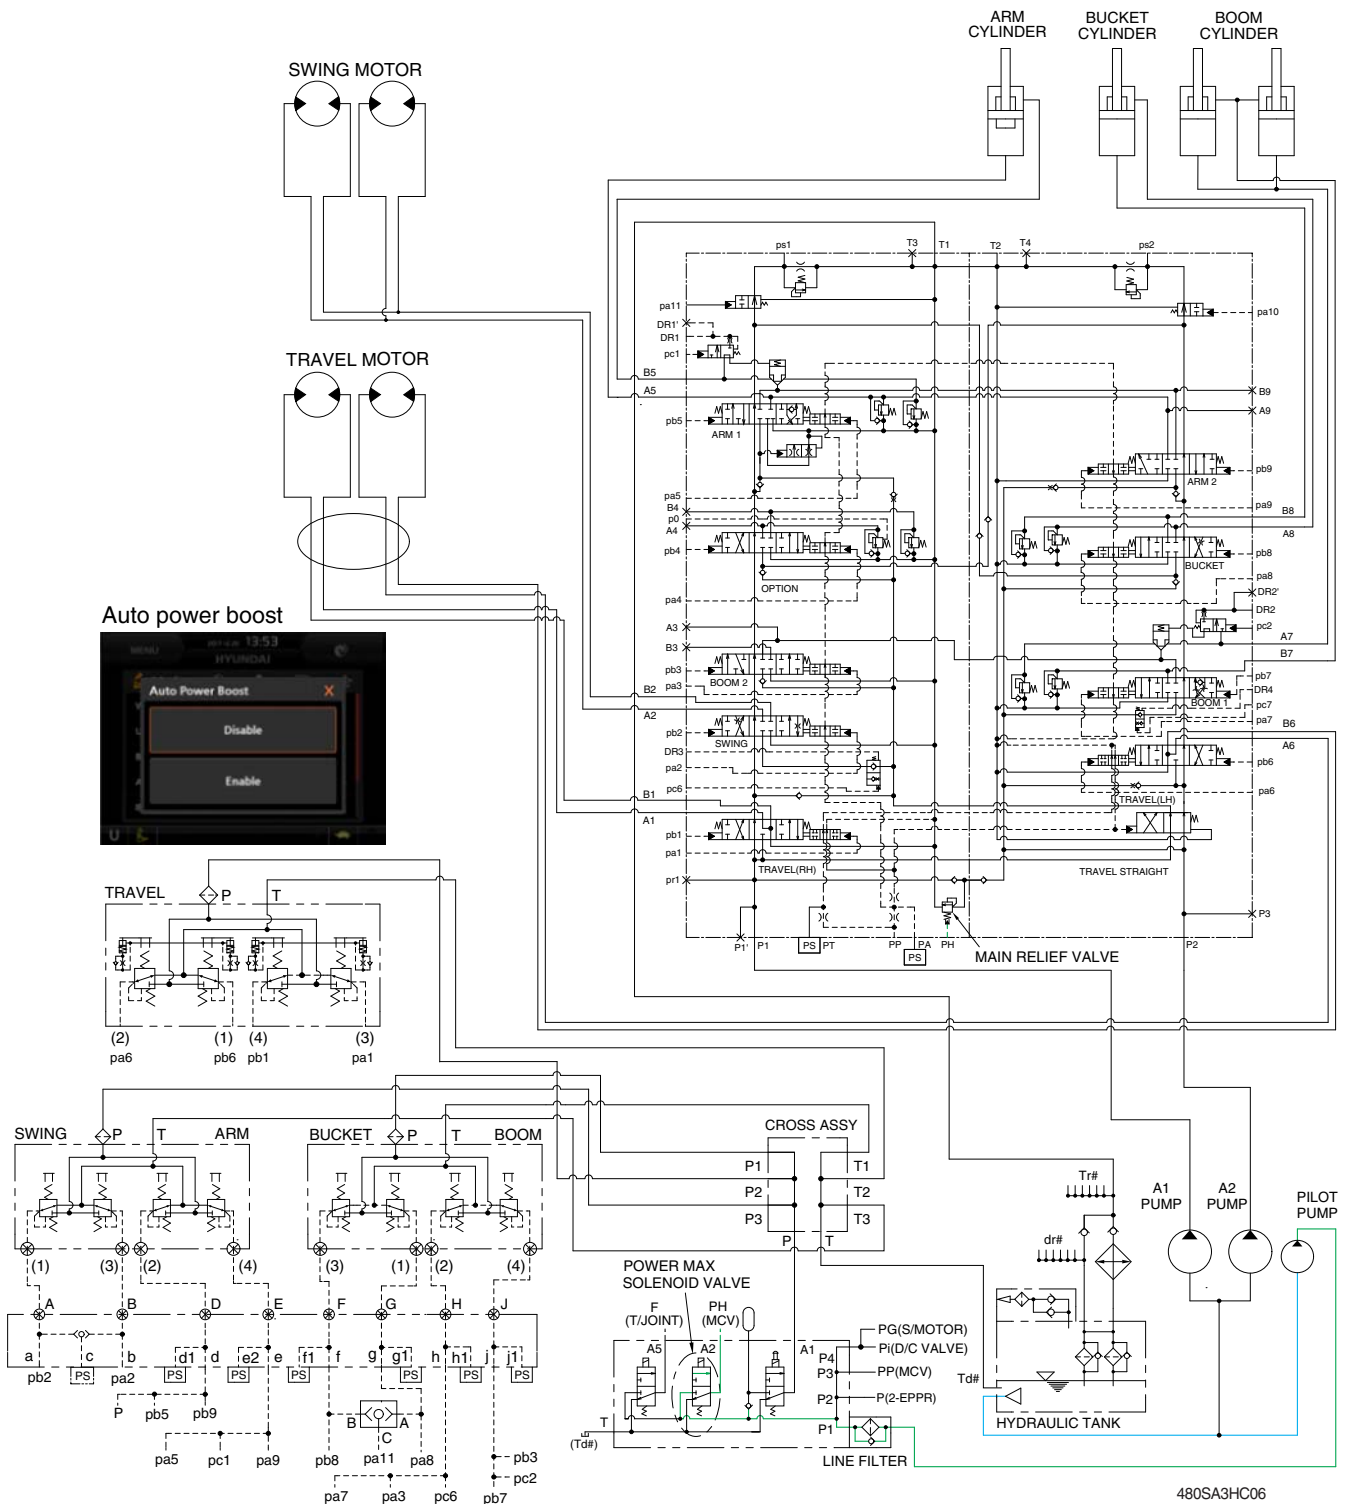 ARM
CYLINDER
BUCKET
CYLINDER
BOOM
CYLINDER
SWING MOTOR
TRAVEL MOTOR
ps1
T3
T1
T2
T4
ps2
pa11
pa10
DR1'
DR1
pc1
B5
A5
B9
A9
pb5
ARM 1
pb9
ARM 2
pa5
pa9
B4
p0
A4
B8
A8
pb4
OPTION
pb8
BUCKET
pa8
pa4
DR2'
DR2
pc2
A3
A7
B3
B7
pb3
BOOM 2
pa3
pb7
DR4
BOOM 1
pc7
pa7
B2
A2
pb2
SWING
B6
A6
DR3
pa2
pb6
pc6
pa6
B1
A1
TRAVEL(LH)
pb1
pa1
TRAVEL(RH)
TRAVEL STRAIGHT
pr1
P3
P1'
P1
PS
PT
PP
PA
PH
P2
PS
MAIN RELIEF VALVE
Auto power boost
MENU
13:53
HYUNDAI
Auto Power Boost
X
Disable
Enable
U
TRAVEL
P
T
(2)
(1)
(4)
(3)
pa6
pb6
pb1
pa1
SWING
P
T
ARM
BUCKET
P
T
BOOM
(1)
(3)
(2)
(4)
(3)
(1)
(2)
(4)
A
B
D
E
F
G
H
J
a
c
b
d1
d
e2
e
f1
f
g
g1
h
h1
j
j1
pb2
PS
pa2
PS
PS
PS
PS
PS
PS
P
pb5
pb9
B
A
C
pa5
pc1
pa9
pb8
pa11
pa8
pb3
pc2
pa7
pa3
pc6
pb7
CROSS ASSY
P1
T1
P2
T2
P3
T3
P
T
POWER MAX
SOLENOID VALVE
F
(T/JOINT)
PH
(MCV)
A5
A2
A1
P4
PG(S/MOTOR)
Pi(D/C VALVE)
P3
PP(MCV)
P2
P(2-EPPR)
T
P1
(Td#)
LINE FILTER
Tr#
dr#
Td#
HYDRAULIC TANK
A1
PUMP
A2
PUMP
PILOT
PUMP
480SA3HC06